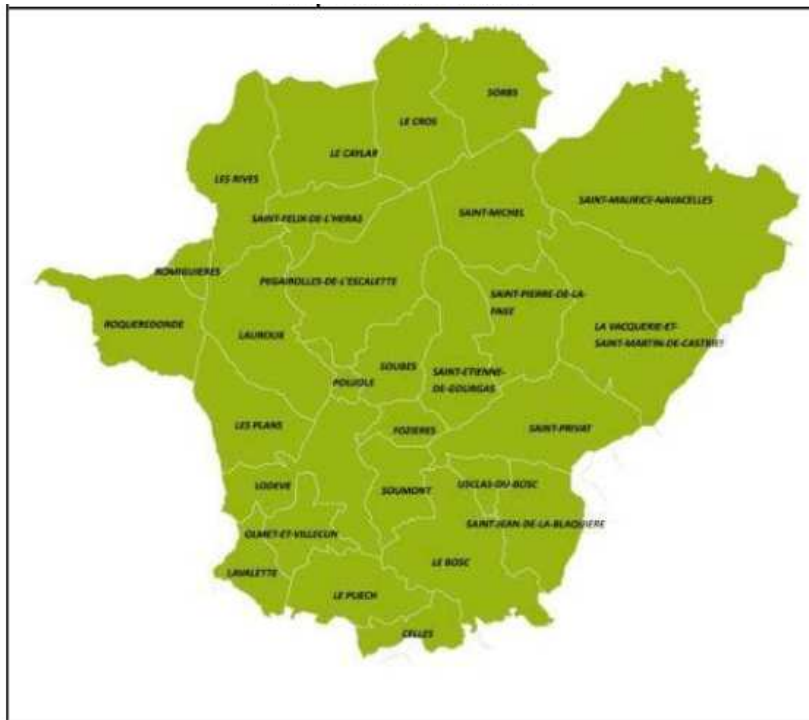 SORBS
LE CROS
LE CAYLAR
LES RIVES
SAINT-MAURICE-NAVACELLES
SAINT-MICHEL
SAINT-FELIX-DE-L'HERAS
ROMIGUIERES
PEGAIROLLES-DE-L'ESCALETTE
SAINT-PIERRE-DE-LA-
FAGE
ROQUEREDONDE
LAUROUX
LA VACQUERIE-ET-
SAINT-MARTIN-DE-CASTRIES
SOUBES
SAINT-ETIENNE-
DE-GOURGAS
POUJOLS
LES PLANS
FOZIERES
SAINT-PRIVAT
LODEVE
SOUMONT
USCLAS-DU-BOSC
SAINT-JEAN-DE-LA-BLAQUIERE
OLMET-ET-VILLECUN
LE BOSC
LAVALETTE
LE PUECH
CELLES